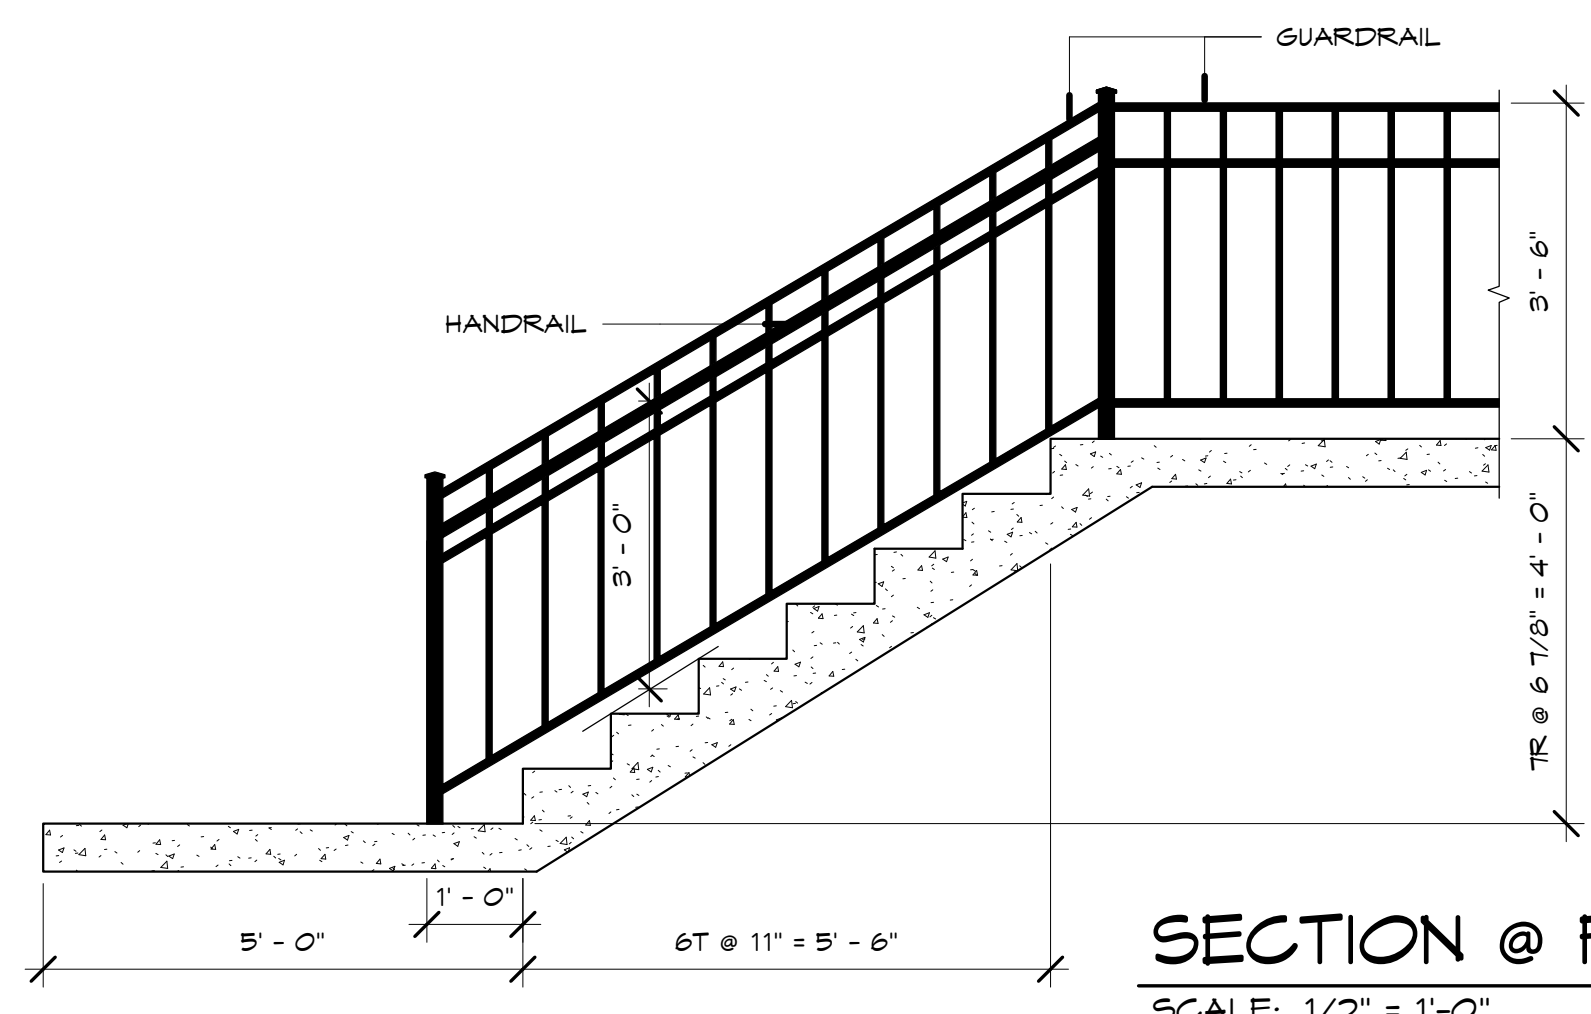 GUARDRAIL
HANDRAIL
3' - 6"
3' - 0"
7R @ 6 7/8" = 4' - 0"
1' - 0"
5' - 0"
6T @ 11" = 5' - 6"
SECTION @
SCALE: 1/2" = 1'-0"